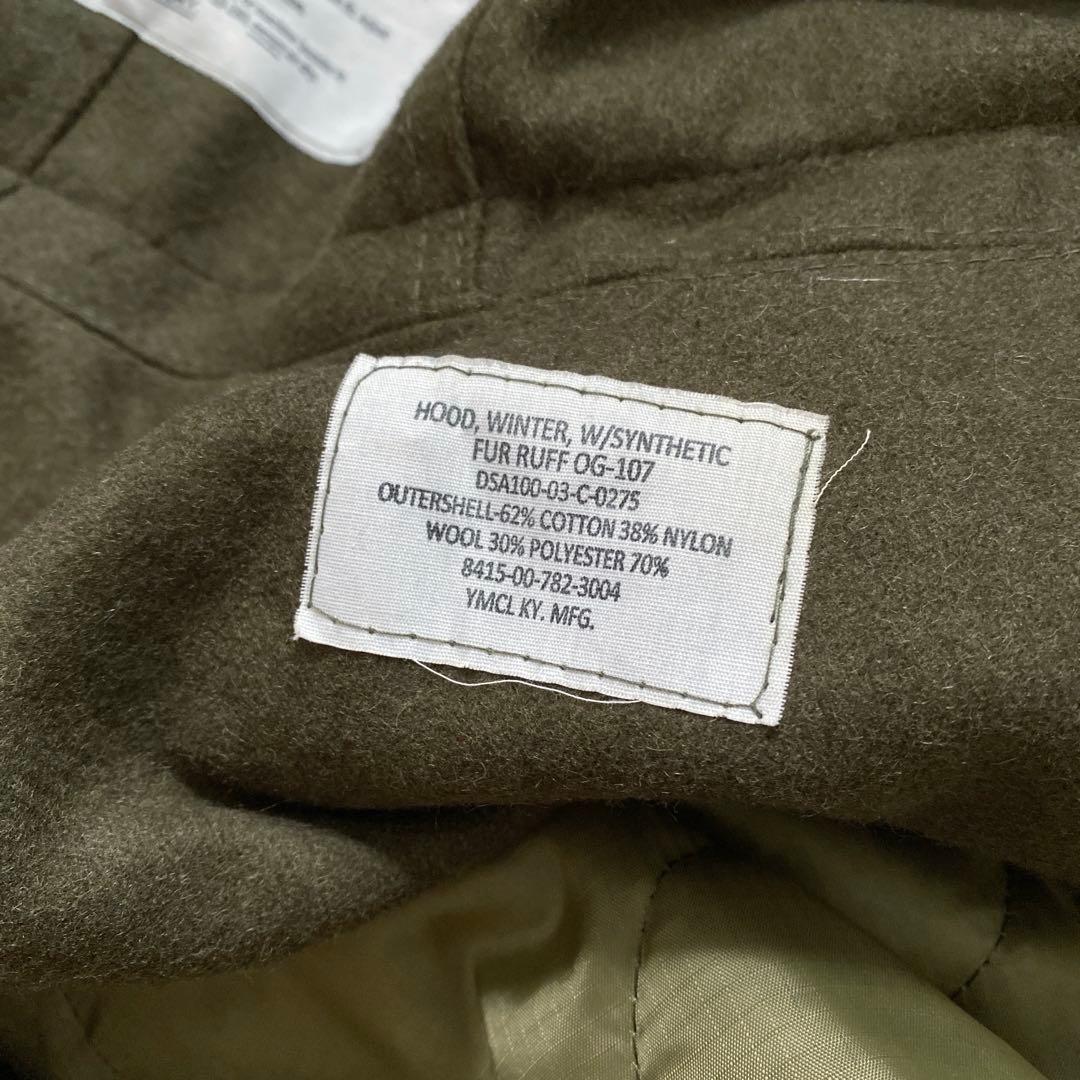 HOOD, WINTER, W/SYNTHETIC
FUR RUFF OG-107
DSA100-03-C-0275
OUTERSHELL-62% COTTON 38% NYLON
WOOL 30% POLYESTER 70%
8415-00-782-3004
YMCL KY. MFG.